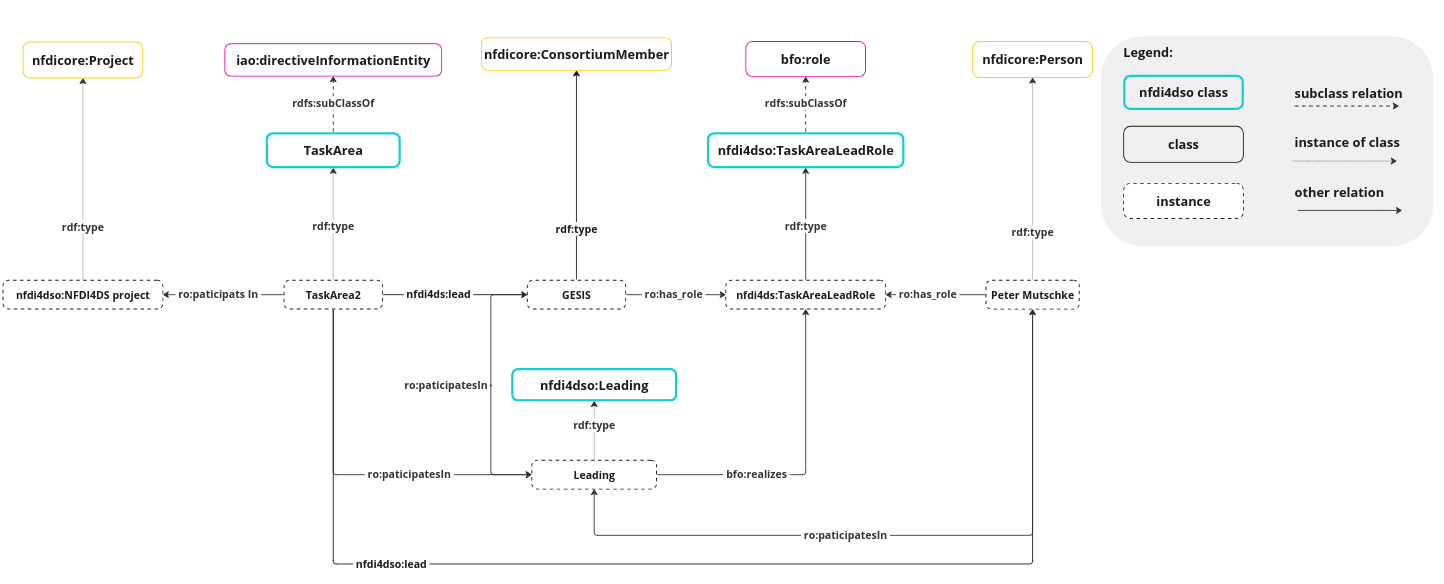 nfdicore:Project
iao:directiveInformationEntity
nfdicore:ConsortiumMember
bfo:role
nfdicore:Person
Legend:
nfdi4dso class
subclass relation
class
instance of class
instance
other relation
rdfs:subClassOf
rdfs:subClassOf
TaskArea
nfdi4dso:TaskAreaLeadRole
rdf:type
rdf:type
rdf:type
rdf:type
rdf:type
nfdi4dso:NFDI4DS project
ro:paticipats In
TaskArea2
nfdi4ds:lead
GESIS
ro:has_role
nfdi4ds:TaskAreaLeadRole
ro:has_role
Peter Mutschke
ro:paticipatesIn
nfdi4dso:Leading
rdf:type
ro:paticipatesIn
Leading
bfo:realizes
ro:paticipatesIn
nfdi4dso:lead